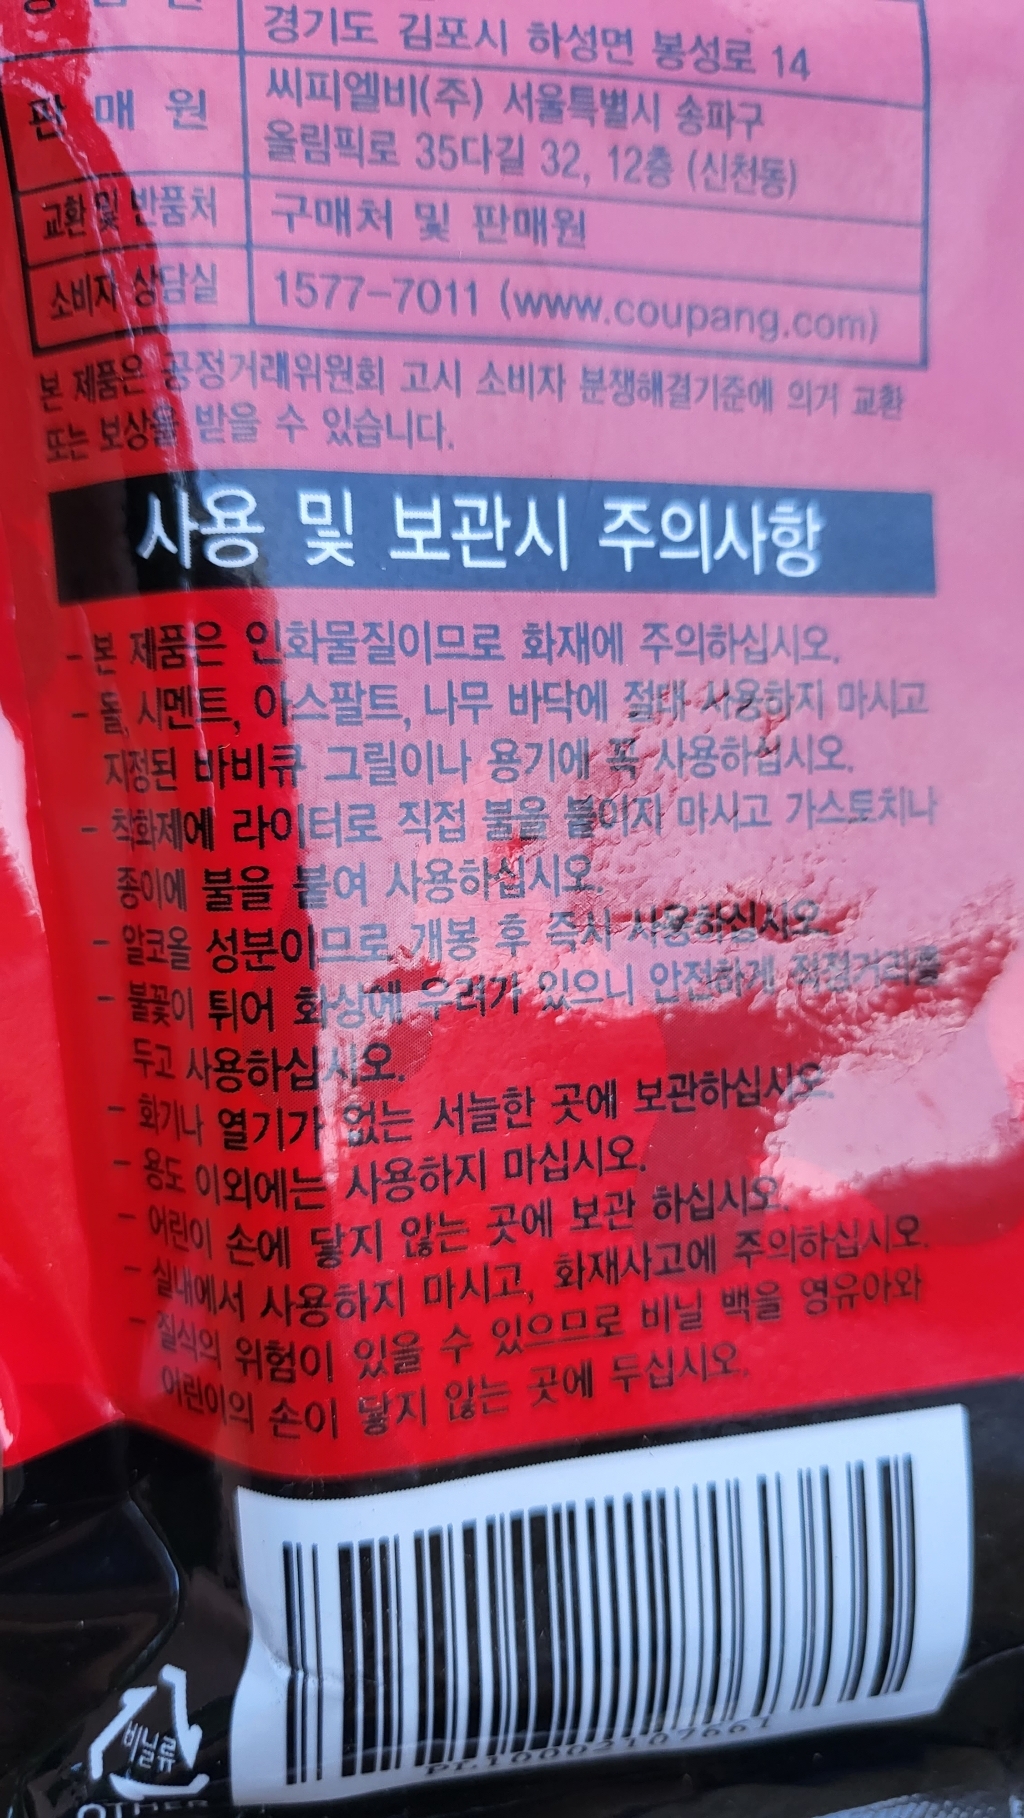 경기도 김포시 하성면 봉성로 14
판 매 원
씨피엘비(주) 서울특별시 송파구
올림픽로 35다길 32, 12층 (신천동)
교환 및 반품처
구매처 및 판매원
소비자 상담실
1577-7011 (www.coupang.com)
본 제품은 공정거래위원회 고시 소비자 분쟁해결기준에 의거 교환
또는 보상을 받을 수 있습니다.
사용 및 보관시 주의사항
- 본 제품은 인화물질이므로 화재에 주의하십시오.
- 돌, 시멘트, 아스팔트, 나무 바닥에 절대 사용하지 마시고
지정된 바비큐 그릴이나 용기에 꼭 사용하십시오.
- 착화제에 라이터로 직접 불을 붙이지 마시고 가스토치나
종이에 불을 붙여 사용하십시오.
- 알코올 성분이므로 개봉 후 즉시 사용하십시오.
- 불꽃이 튀어 화상에 우려가 있으니 안전하게 적정거리를
두고 사용하십시오.
- 화기나 열기가 없는 서늘한 곳에 보관하십시오.
- 용도 이외에는 사용하지 마십시오.
- 어린이 손에 닿지 않는 곳에 보관 하십시오.
- 실내에서 사용하지 마시고, 화재사고에 주의하십시오.
- 질식의 위험이 있을 수 있으므로 비닐 백을 영유아와
어린이의 손이 닿지 않는 곳에 두십시오.
비닐류
OTHER